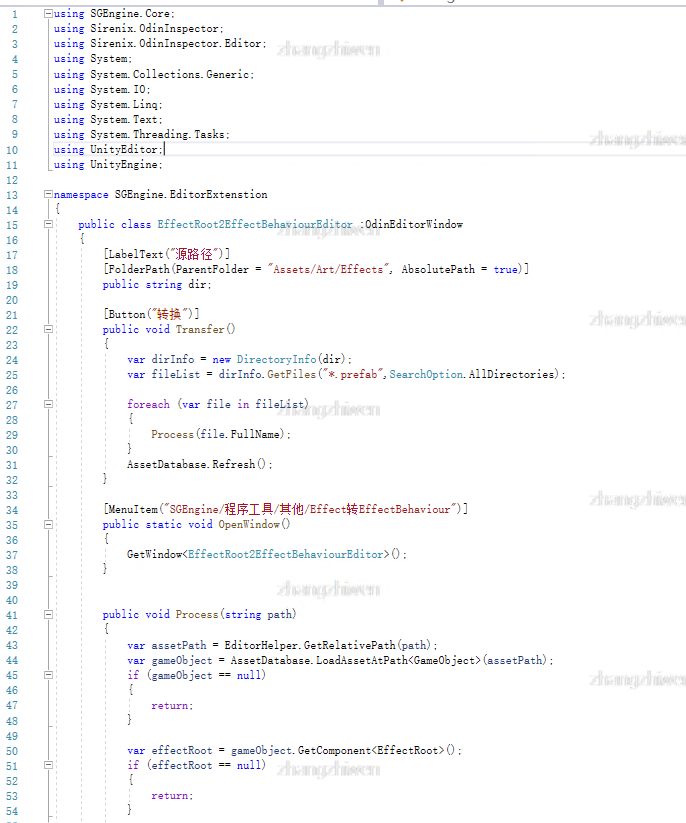 1 using SGEngine.Core;
2 using Sirenix.OdinInspector;
3 using Sirenix.OdinInspector.Editor;
4 using System;
5 using System.Collections.Generic;
6 using System.IO;
7 using System.Linq;
8 using System.Text;
9 using System.Threading.Tasks;
10 using UnityEditor;
11 using UnityEngine;
12
13 namespace SGEngine.EditorExtenstion
14 {
15 public class EffectRoot2EffectBehaviourEditor :OdinEditorWindow
16 {
17 [LabelText("源路径")]
18 [FolderPath(ParentFolder = "Assets/Art/Effects", AbsolutePath = true)]
19 public string dir;
20
21 [Button("转换")]
22 public void Transfer()
23 {
24 var dirInfo = new DirectoryInfo(dir);
25 var fileList = dirInfo.GetFiles("*.prefab",SearchOption.AllDirectories);
26
27 foreach (var file in fileList)
28 {
29 Process(file.FullName);
30 }
31 AssetDatabase.Refresh();
32 }
33
34 [MenuItem("SGEngine/程序工具/其他/Effect转EffectBehaviour")]
35 public static void OpenWindow()
36 {
37 GetWindow<EffectRoot2EffectBehaviourEditor>();
38 }
39
40
41 public void Process(string path)
42 {
43 var assetPath = EditorHelper.GetRelativePath(path);
44 var gameObject = AssetDatabase.LoadAssetAtPath<GameObject>(assetPath);
45 if (gameObject == null)
46 {
47 return;
48 }
49
50 var effectRoot = gameObject.GetComponent<EffectRoot>();
51 if (effectRoot == null)
52 {
53 return;
54 }
zhangzhiwen
zhangzhiwen
zhangzhiwen
zhangzhiwen
zhangzhiwen
zhangzhiwen
zhangzhiwen
zhangzhiwen
zhangzhiwen